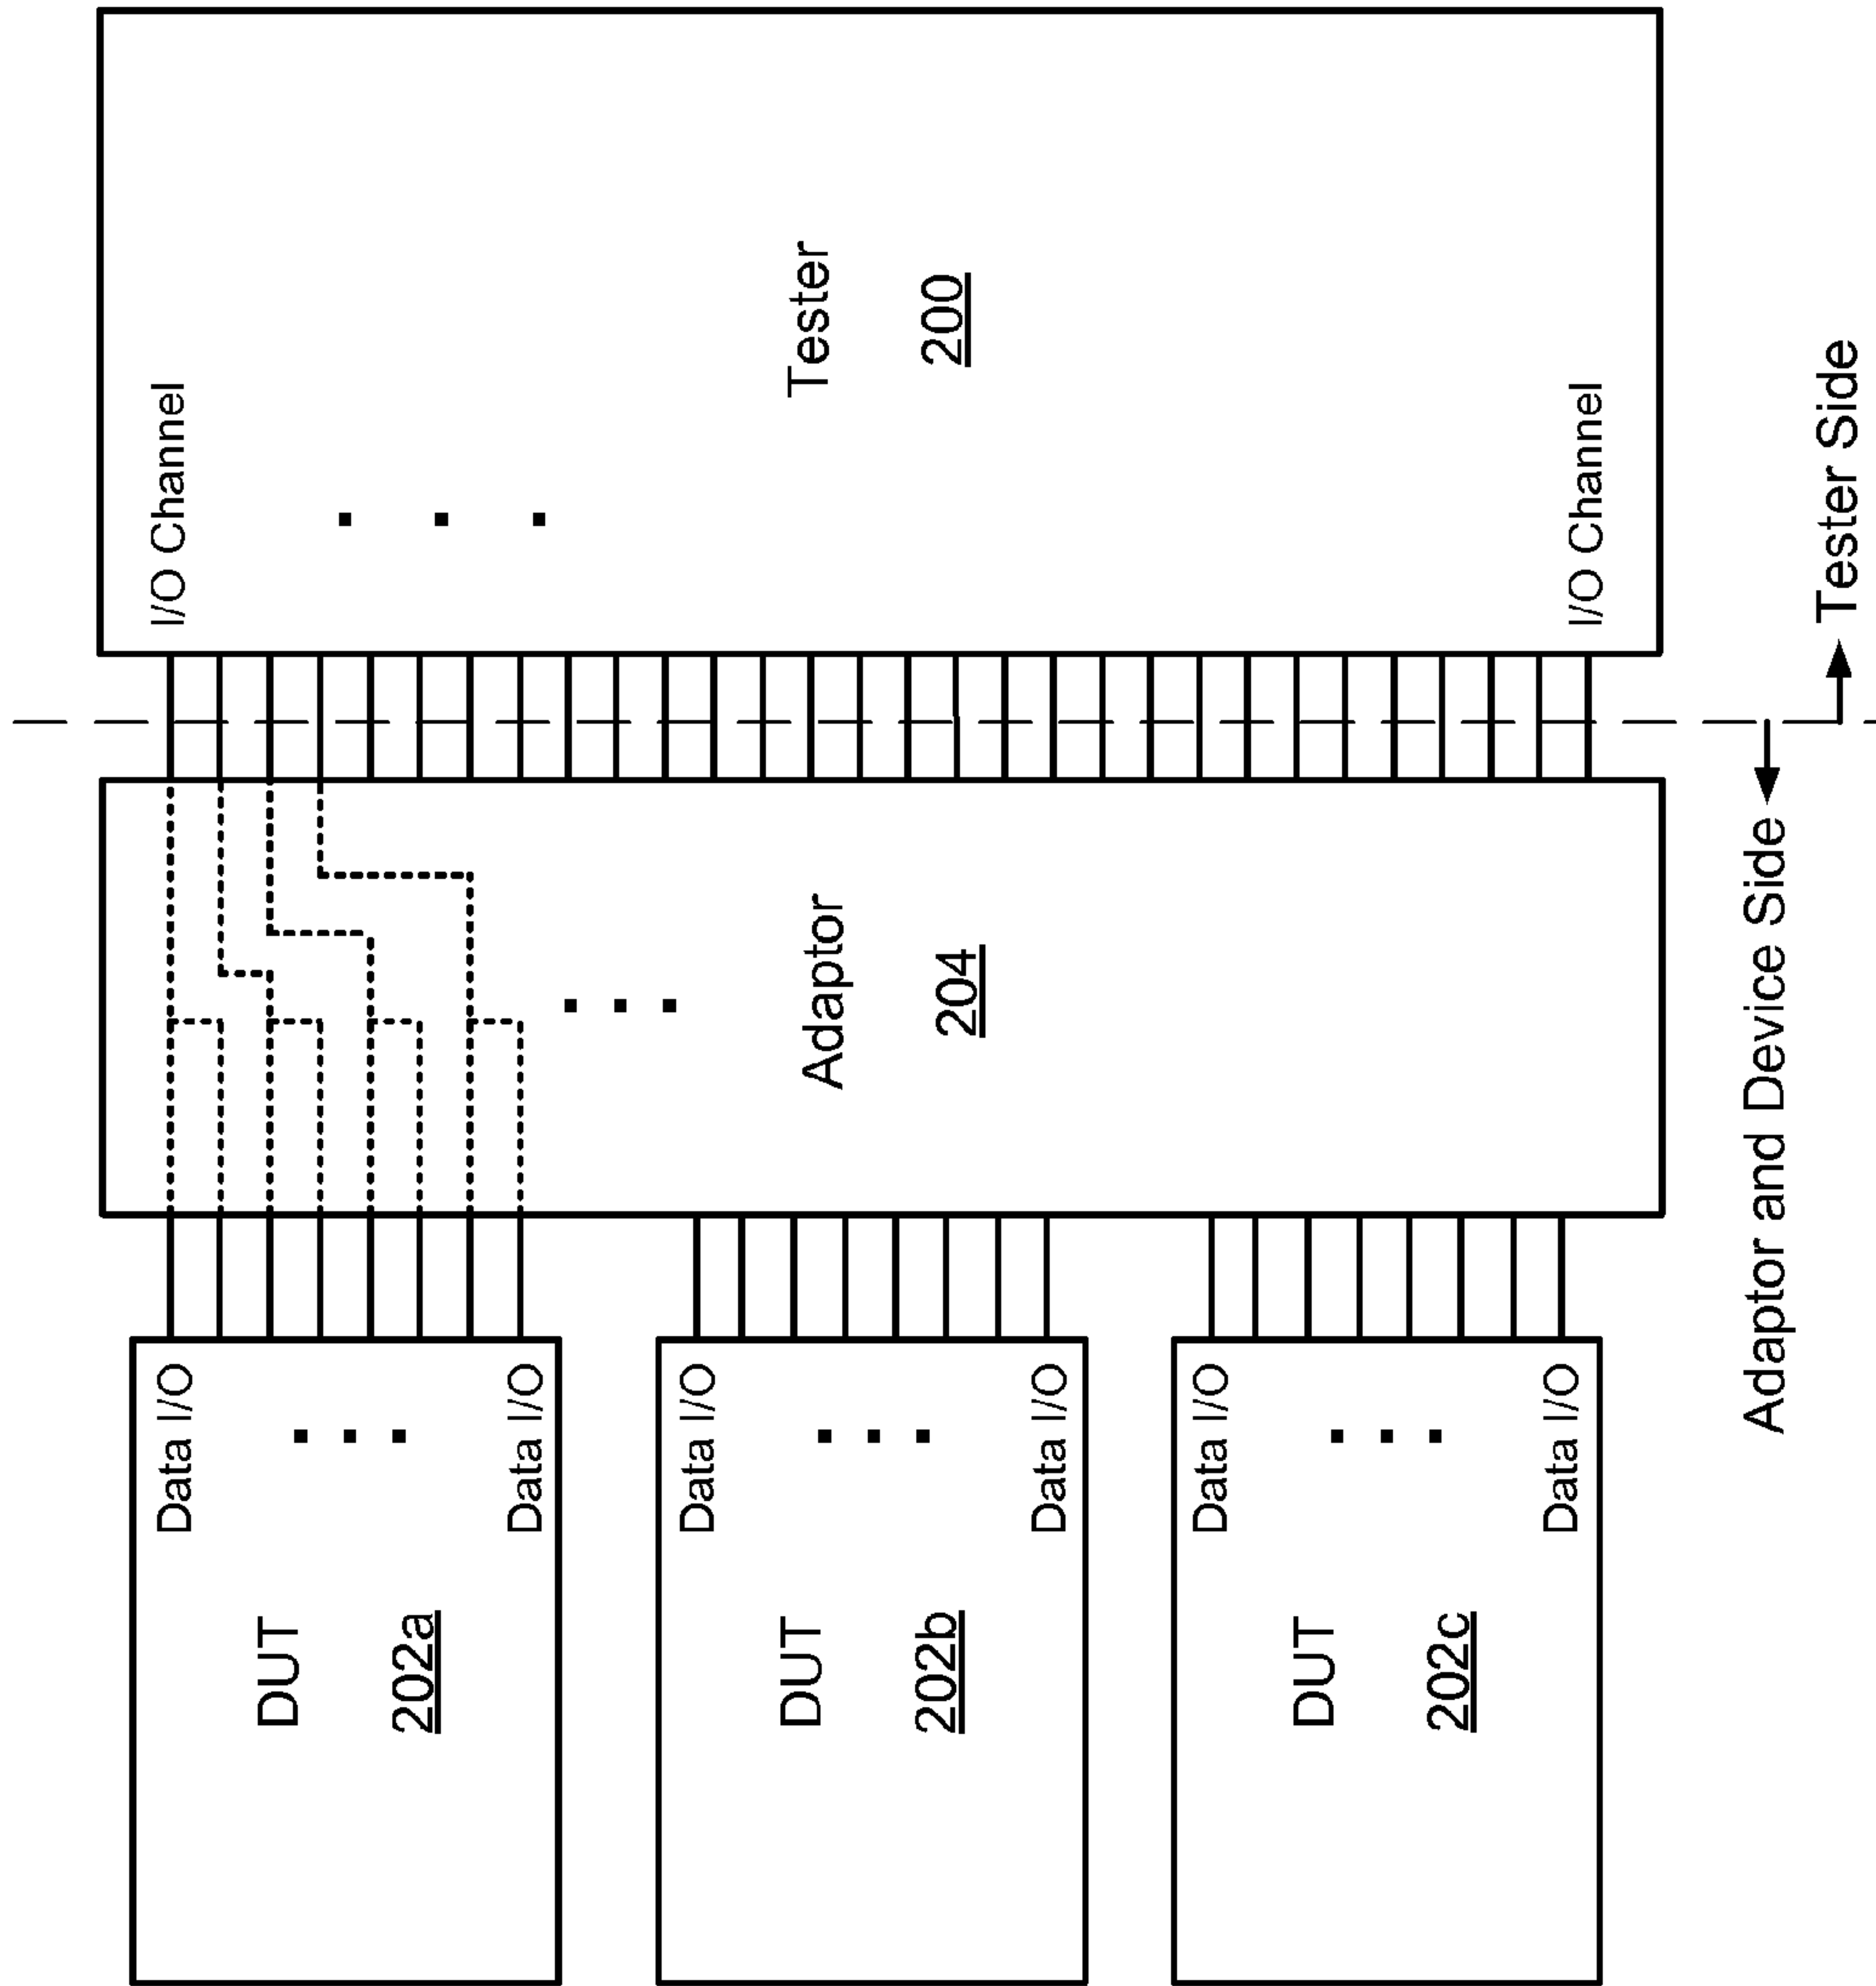 I/O Channel
Tester
200
I/O Channel
Tester Side
Adaptor
204
Adaptor and Device Side
Data I/O
Data I/O
DUT
202a
Data I/O
Data I/O
DUT
202b
Data I/O
Data I/O
DUT
202c